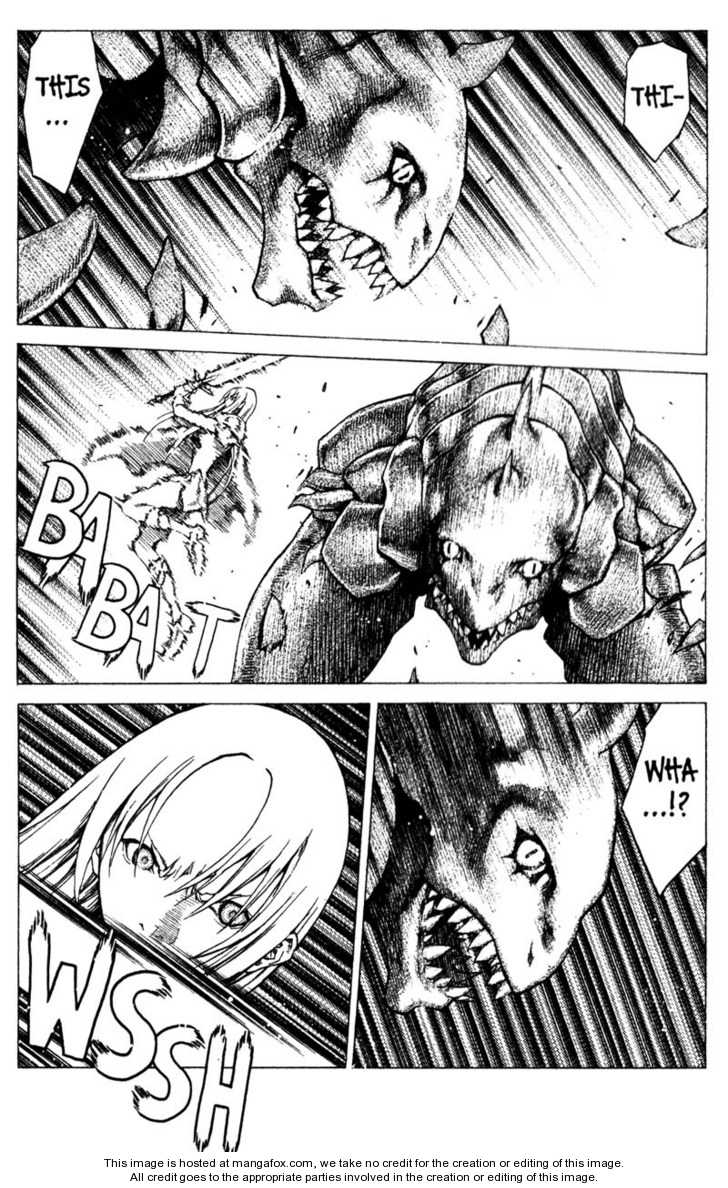 THIS
...
THI-
BABAT
WHA
...!?
WSSH
This image is hosted at mangafox.com, we take no credit for the creation or editing of this image.
All credit goes to the appropriate parties involved in the creation or editing of this image.